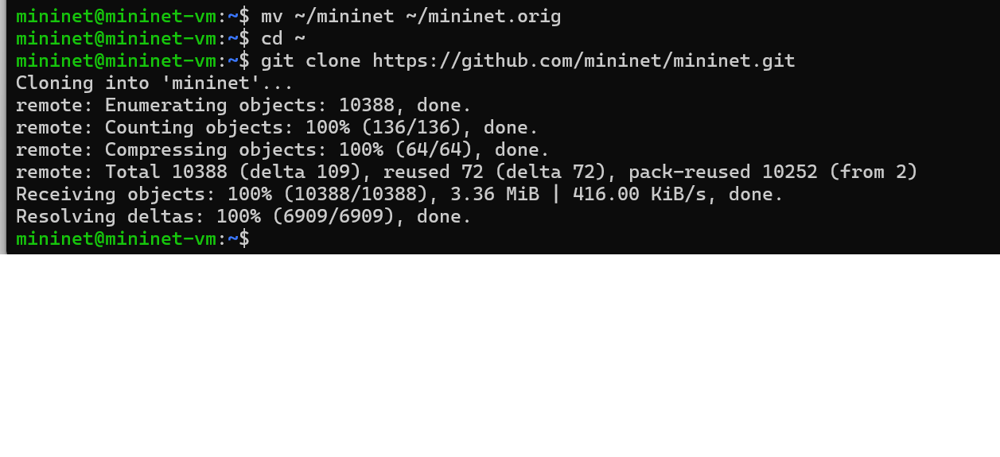 mininet@mininet-vm:~$ mv ~/mininet ~/mininet.orig
mininet@mininet-vm:~$ cd ~
mininet@mininet-vm:~$ git clone https://github.com/mininet/mininet.git
Cloning into 'mininet'...
remote: Enumerating objects: 10388, done.
remote: Counting objects: 100% (136/136), done.
remote: Compressing objects: 100% (64/64), done.
remote: Total 10388 (delta 109), reused 72 (delta 72), pack-reused 10252 (from 2)
Receiving objects: 100% (10388/10388), 3.36 MiB | 416.00 KiB/s, done.
Resolving deltas: 100% (6909/6909), done.
mininet@mininet-vm:~$